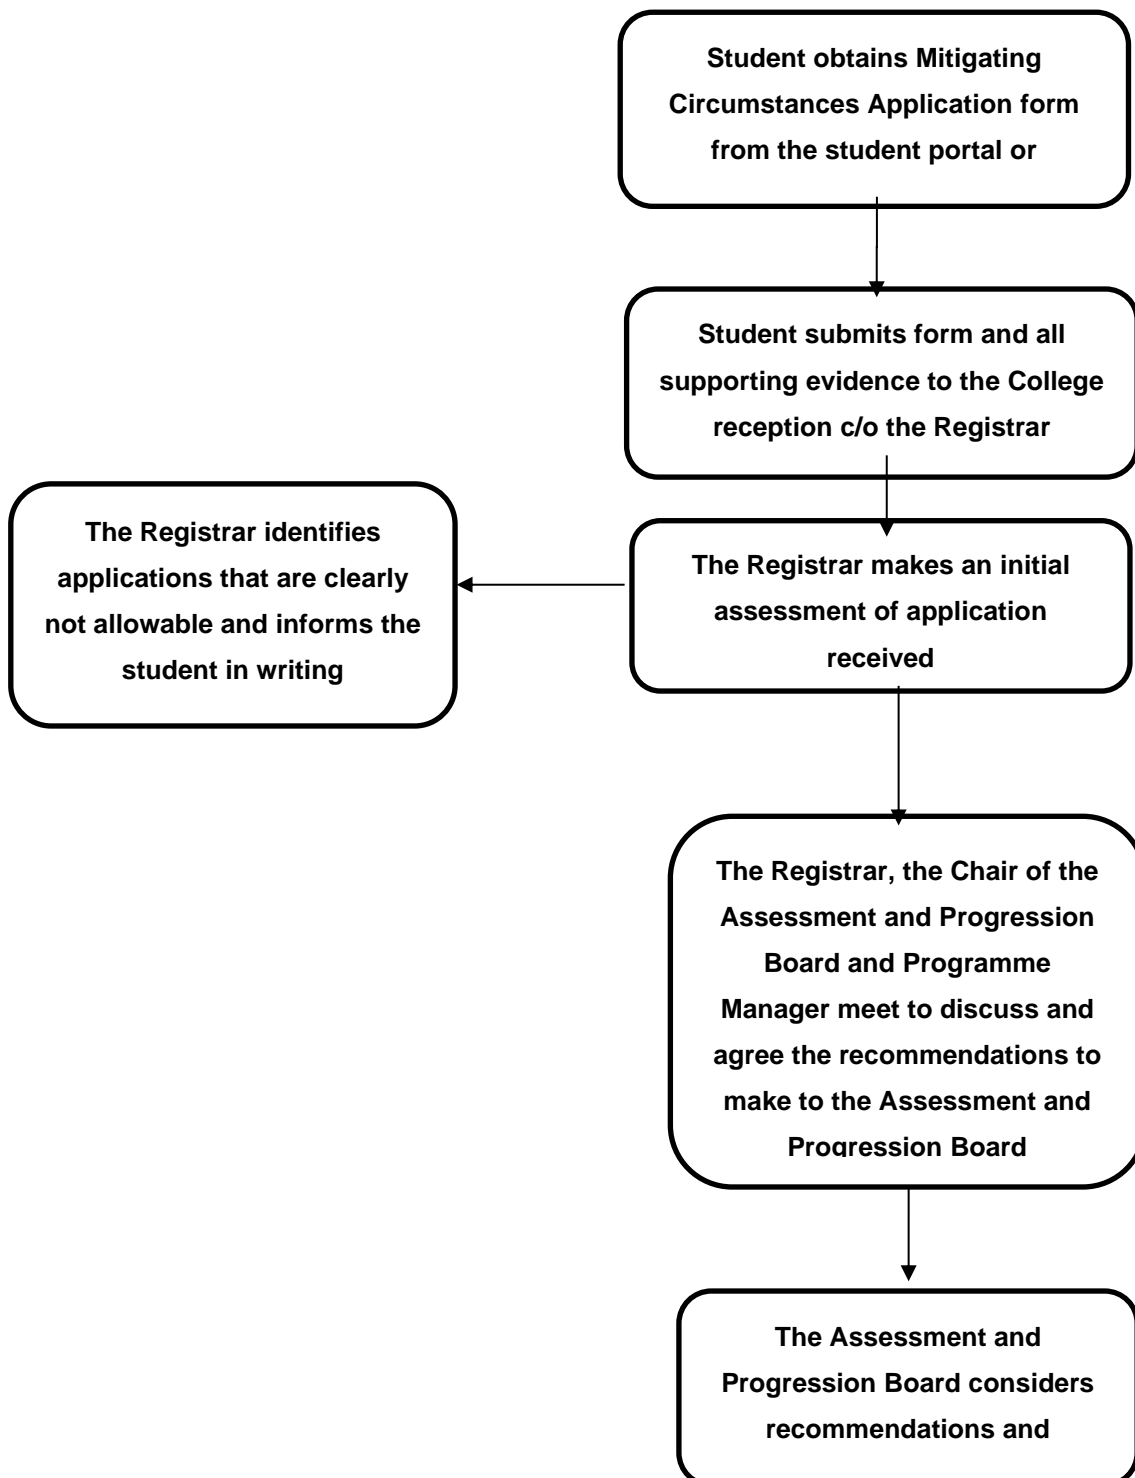 Student obtains Mitigating
Circumstances Application form
from the student portal or
Student submits form and all
supporting evidence to the College
reception c/o the Registrar
The Registrar identifies
applications that are clearly
not allowable and informs the
student in writing
The Registrar makes an initial
assessment of application
received
The Registrar, the Chair of the
Assessment and Progression
Board and Programme
Manager meet to discuss and
agree the recommendations to
make to the Assessment and
Progression Board
The Assessment and
Progression Board considers
recommendations and